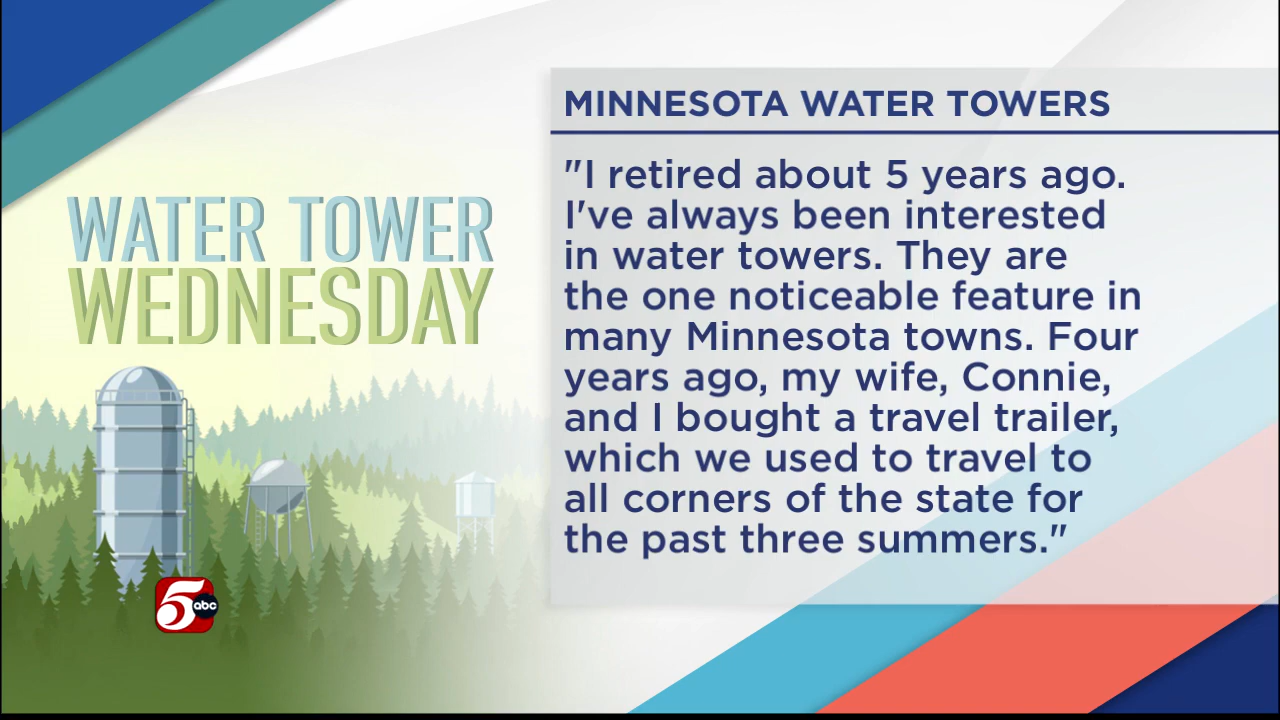 WATER TOWER
WEDNESDAY
5 abc
MINNESOTA WATER TOWERS
"I retired about 5 years ago.
I've always been interested
in water towers. They are
the one noticeable feature in
many Minnesota towns. Four
years ago, my wife, Connie,
and I bought a travel trailer,
which we used to travel to
all corners of the state for
the past three summers."